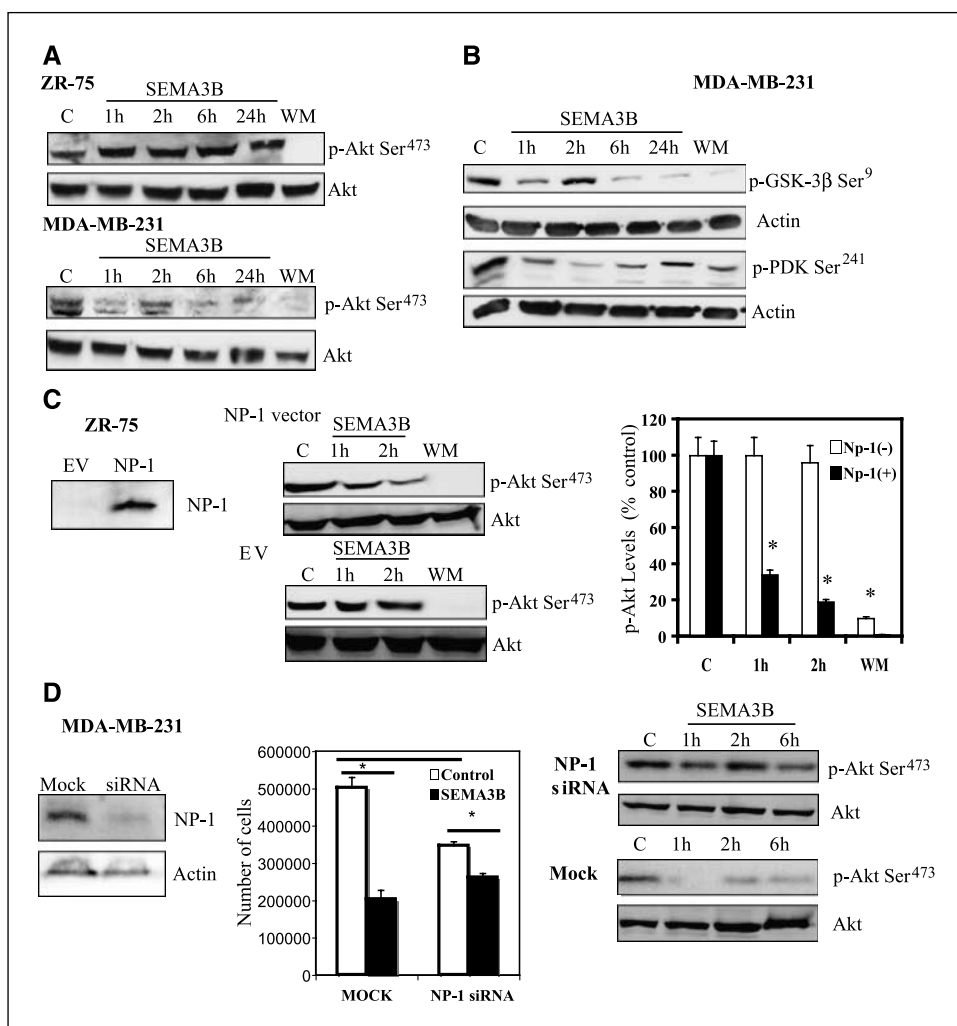 A
ZR-75
SEMA3B
C 1h 2h 6h 24h WM
p-Akt Ser473
Akt
MDA-MB-231
SEMA3B
C 1h 2h 6h 24h WM
p-Akt Ser473
Akt
B
MDA-MB-231
SEMA3B
C 1h 2h 6h 24h WM
p-GSK-3β Ser9
Actin
p-PDK Ser241
Actin
C
ZR-75
EV NP-1
NP-1
NP-1 vector
SEMA3B
C 1h 2h WM
p-Akt Ser473
Akt
EV
SEMA3B
C 1h 2h WM
p-Akt Ser473
Akt
p-Akt Levels (% control)
120
100
80
60
40
20
0
Np-1(-)
Np-1(+)
*
*
*
C 1h 2h WM
D
MDA-MB-231
Mock siRNA
NP-1
Actin
Number of cells
600000
500000
400000
300000
200000
100000
0
Control
SEMA3B
*
*
MOCK NP-1 siRNA
SEMA3B
C 1h 2h 6h
NP-1
siRNA
p-Akt Ser473
Akt
C 1h 2h 6h
Mock
p-Akt Ser473
Akt